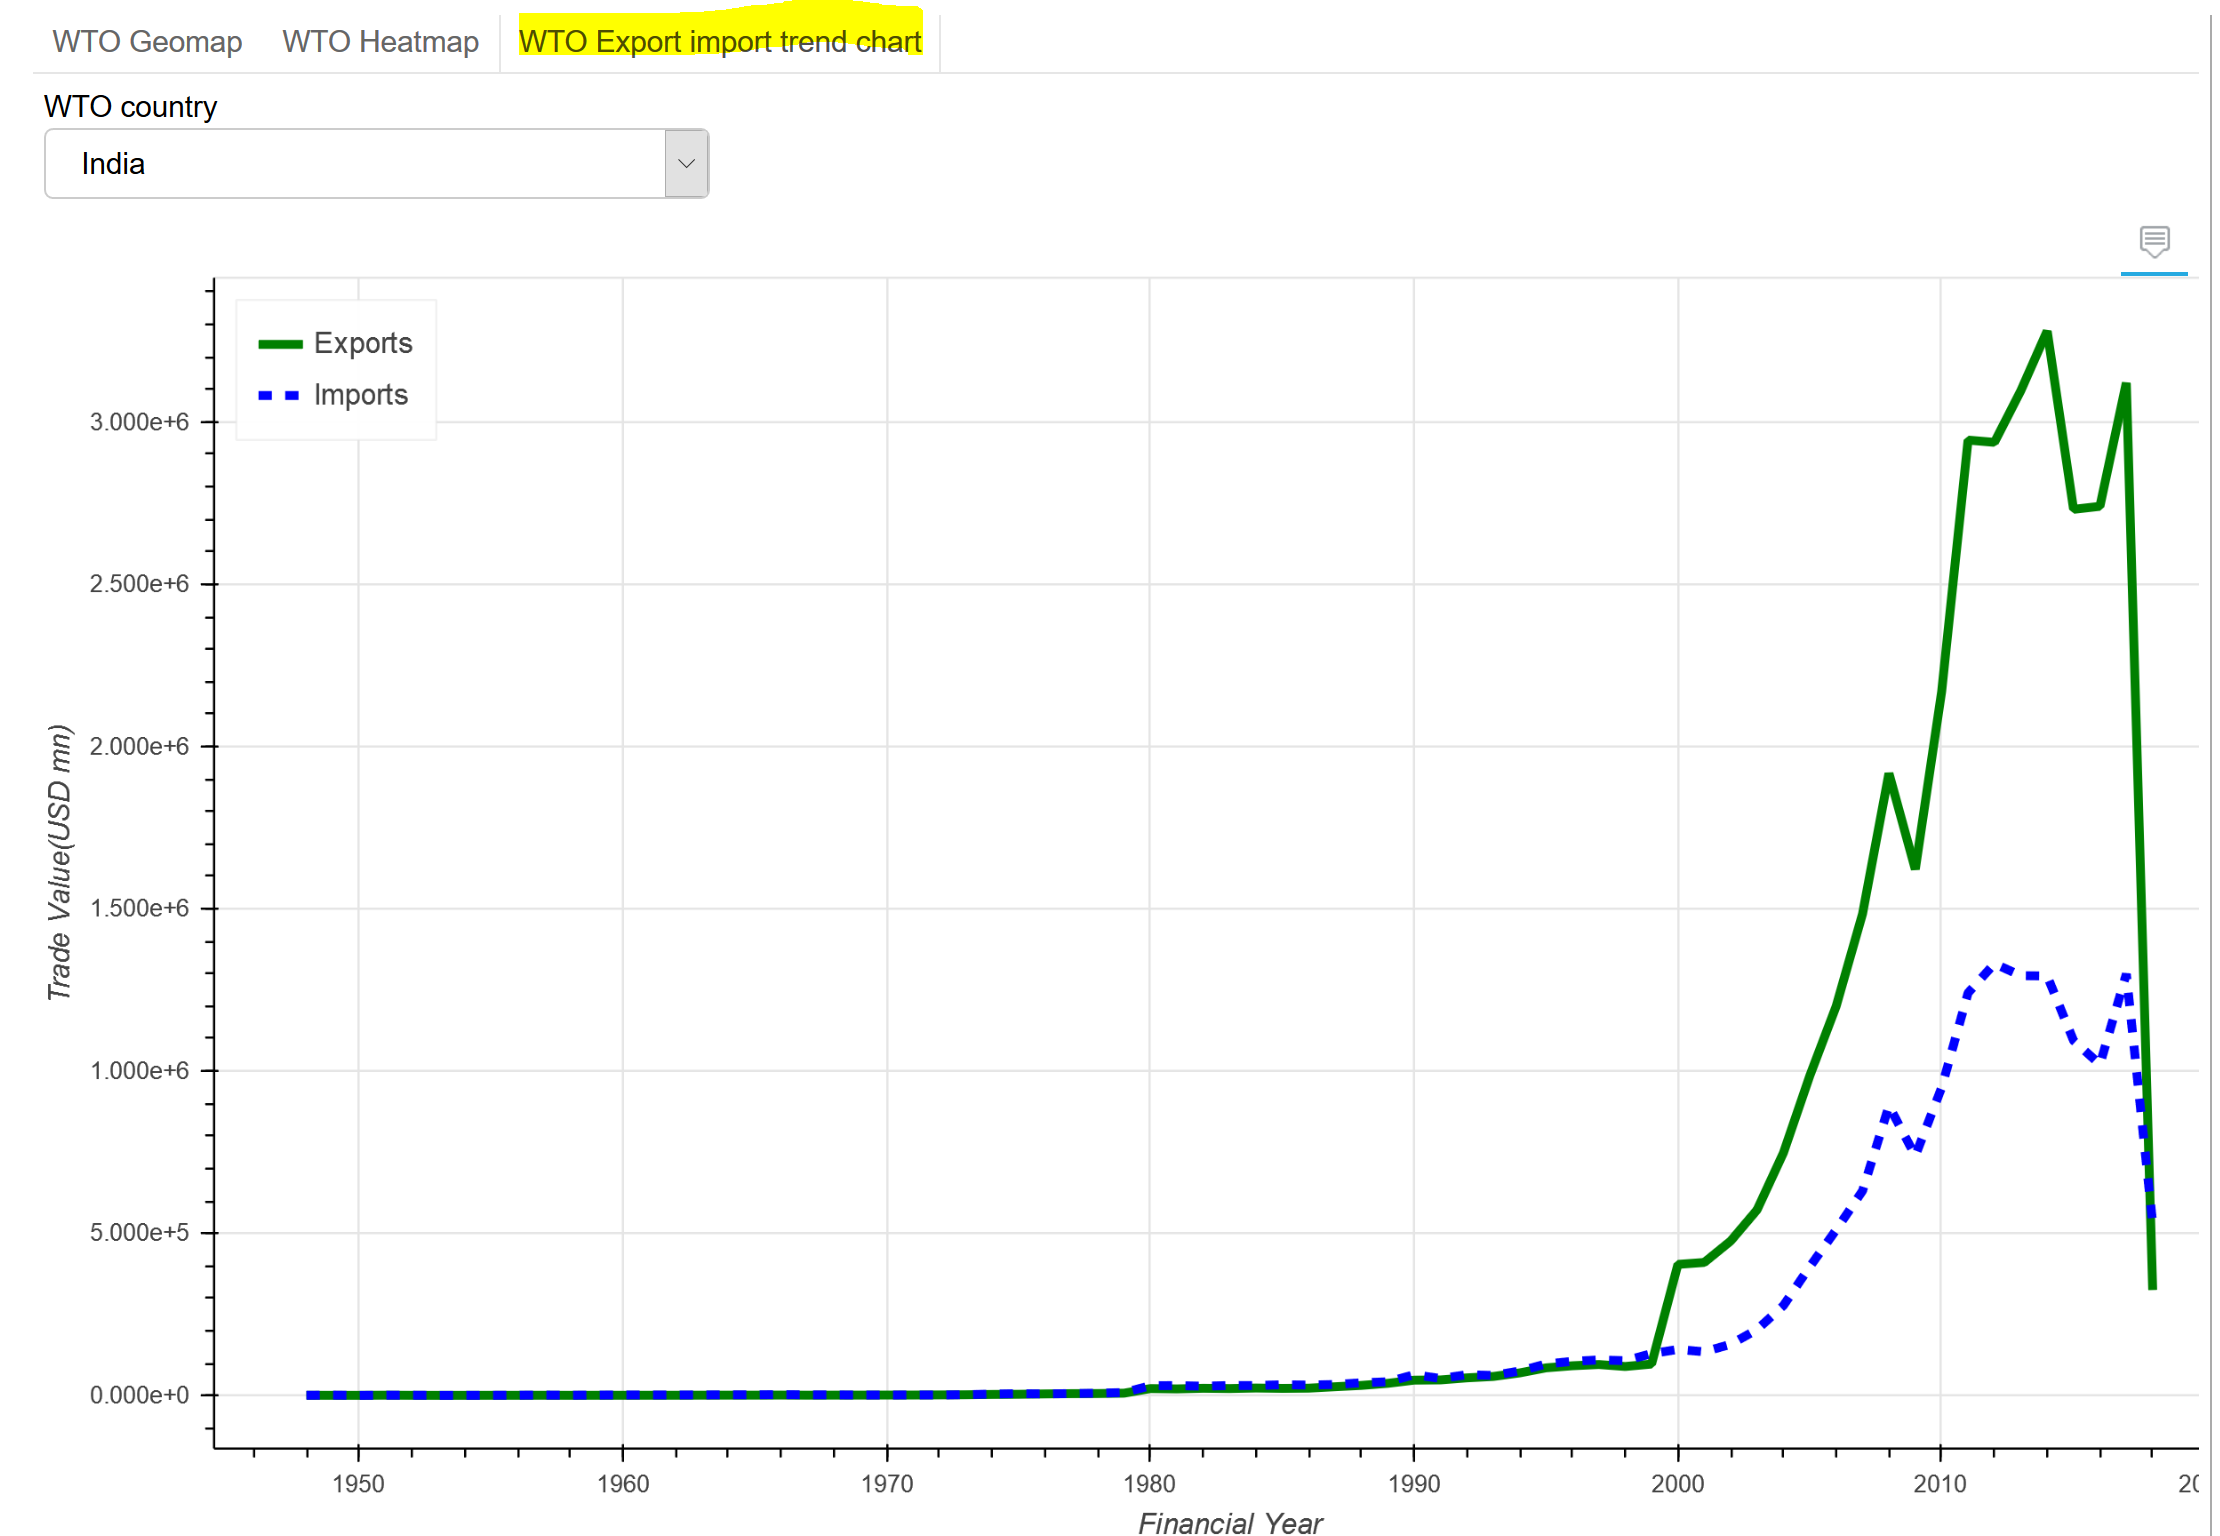 WTO Geomap WTO Heatmap WTO Export import trend chart
WTO country
India
Exports
Imports
3.000e+6
2.500e+6
2.000e+6
1.500e+6
1.000e+6
5.000e+5
0.000e+0
Trade Value(USD mn)
1950 1960 1970 1980 1990 2000 2010 20
Financial Year